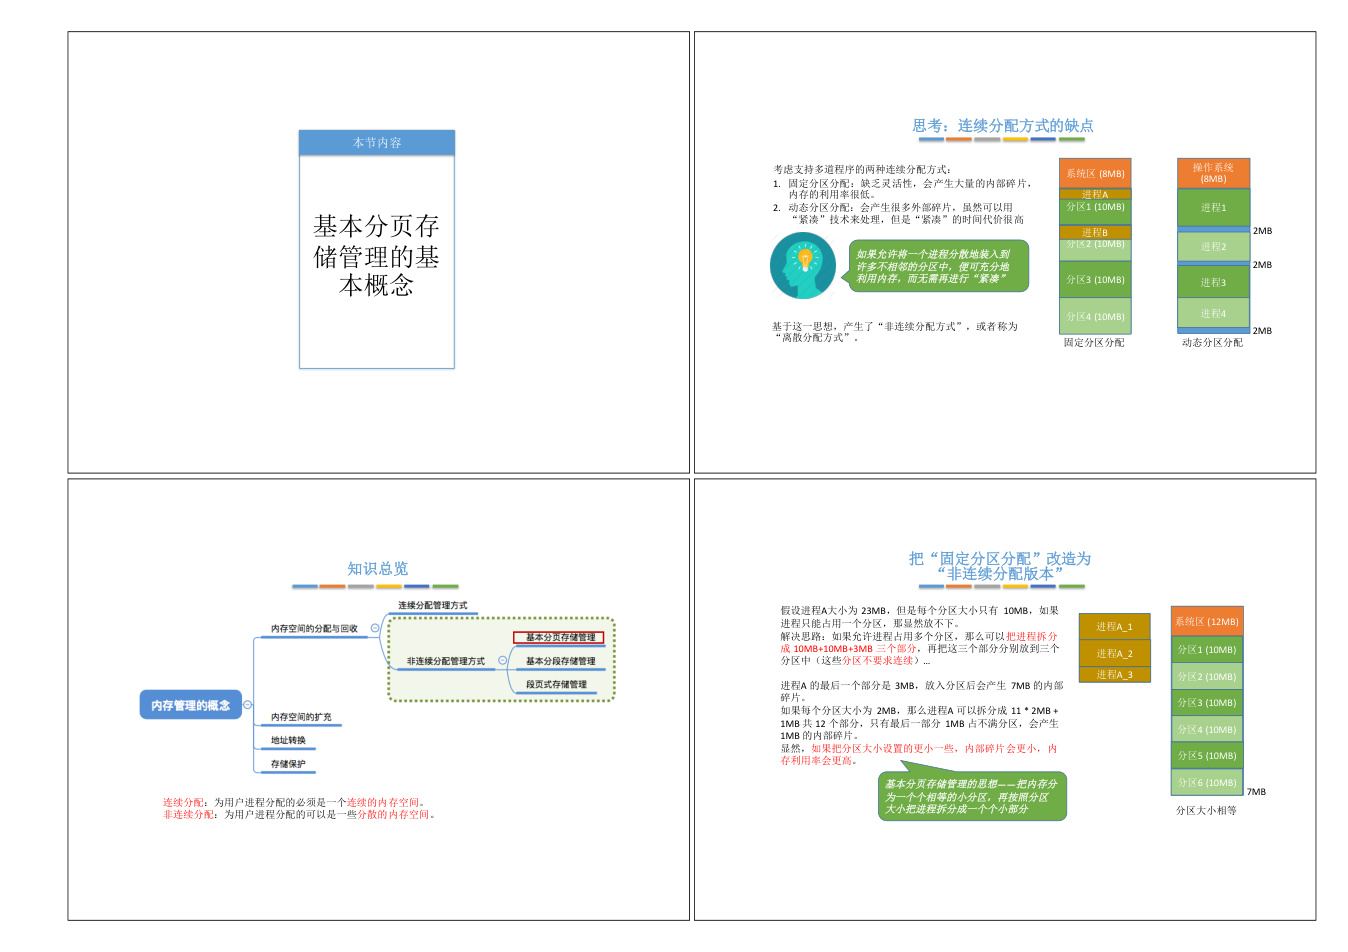 本节内容
基本分页存
储管理的基
本概念
思考：连续分配方式的缺点
考虑支持多道程序的两种连续分配方式：
1. 固定分区分配：缺乏灵活性，会产生大量的内部碎片，
内存的利用率很低。
2. 动态分区分配：会产生很多外部碎片，虽然可以用
“紧凑”技术来处理，但是“紧凑”的时间代价很高
如果允许将一个进程分散地装入到
许多不相邻的分区中，便可充分地
利用内存，而无需再进行“紧凑”
基于这一思想，产生了“非连续分配方式”，或者称为
“离散分配方式”。
系统区 (8MB)
进程A
分区1 (10MB)
进程B
分区2 (10MB)
分区3 (10MB)
分区4 (10MB)
固定分区分配
操作系统
(8MB)
进程1
2MB
进程2
2MB
进程3
进程4
2MB
动态分区分配
知识总览
连续分配管理方式
内存空间的分配与回收
基本分页存储管理
非连续分配管理方式
基本分段存储管理
段页式存储管理
内存管理的概念
内存空间的扩充
地址转换
存储保护
连续分配：为用户进程分配的必须是一个连续的内存空间。
非连续分配：为用户进程分配的可以是一些分散的内存空间。
把“固定分区分配”改造为
“非连续分配版本”
假设进程A大小为 23MB，但是每个分区大小只有 10MB，如果
进程只能占用一个分区，那显然放不下。
解决思路：如果允许进程占用多个分区，那么可以把进程拆分
成 10MB+10MB+3MB 三个部分，再把这三个部分分别放到三个
分区中（这些分区不要求连续）…
进程A 的最后一个部分是 3MB，放入分区后会产生 7MB 的内部
碎片。
如果每个分区大小为 2MB，那么进程A 可以拆分成 11 * 2MB +
1MB 共 12 个部分，只有最后一部分 1MB 占不满分区，会产生
1MB 的内部碎片。
显然，如果把分区大小设置的更小一些，内部碎片会更小，内
存利用率会更高。
基本分页存储管理的思想——把内存分
为一个个相等的小分区，再按照分区
大小把进程拆分成一个个小部分
进程A_1
进程A_2
进程A_3
系统区 (12MB)
分区1 (10MB)
分区2 (10MB)
分区3 (10MB)
分区4 (10MB)
分区5 (10MB)
分区6 (10MB)
7MB
分区大小相等